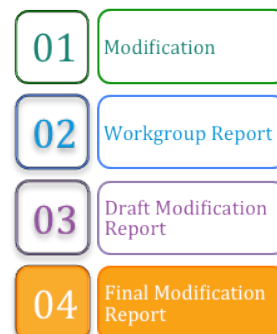 01
Modification
02
Workgroup Report
03
Draft Modification
Report
04
Final Modification
Report